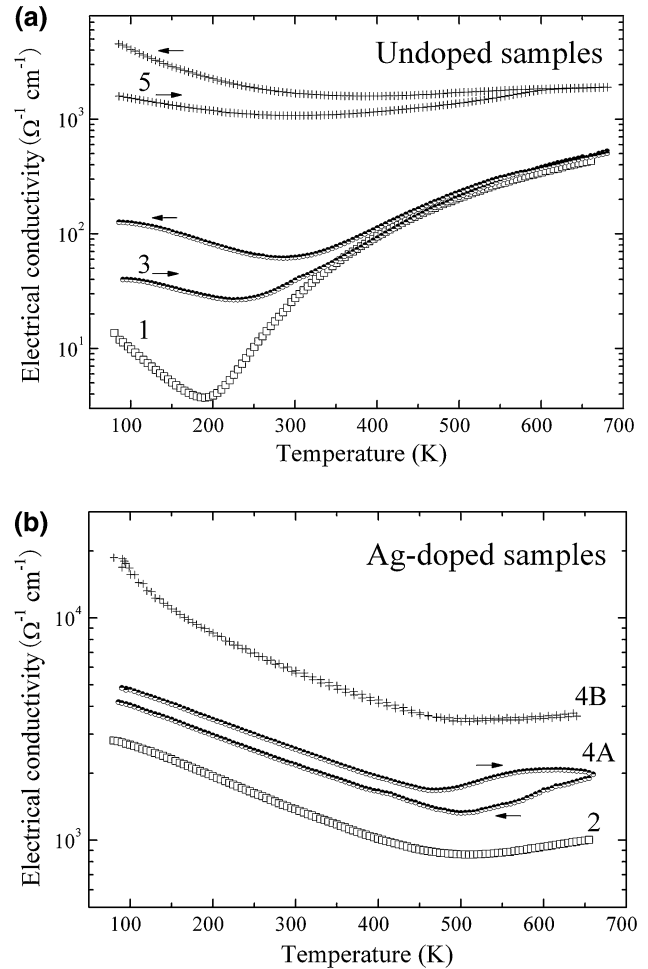 (a)
Undoped samples
5
3
1
10³
10²
10¹
Electrical conductivity (Ω⁻¹ cm⁻¹)
100 200 300 400 500 600 700
Temperature (K)
(b)
Ag-doped samples
4B
4A
2
10⁴
10³
Electrical conductivity (Ω⁻¹ cm⁻¹)
100 200 300 400 500 600 700
Temperature (K)